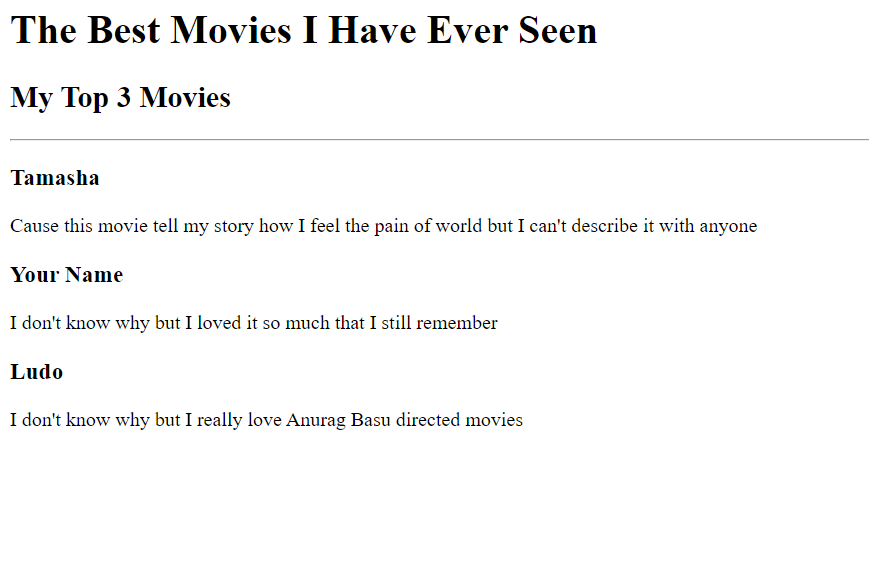 The Best Movies I Have Ever Seen
My Top 3 Movies
Tamasha
Cause this movie tell my story how I feel the pain of world but I can't describe it with anyone
Your Name
I don't know why but I loved it so much that I still remember
Ludo
I don't know why but I really love Anurag Basu directed movies